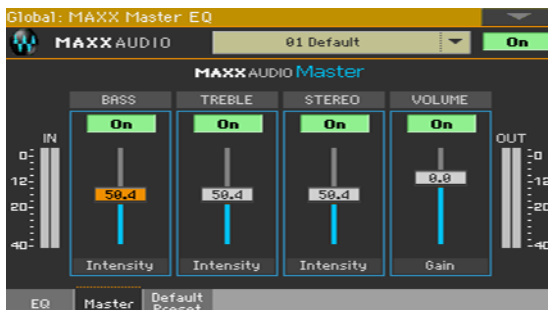 Global: MAXX Master EQ
MAXXAUDIO 01 Default On
MAXXAUDIO Master
BASS TREBLE STEREO VOLUME
On On On On
IN OUT
0 0
12 50.4 50.4 50.4 0.0 12
20 20
40 40
Intensity Intensity Intensity Gain
EQ Master Default Preset